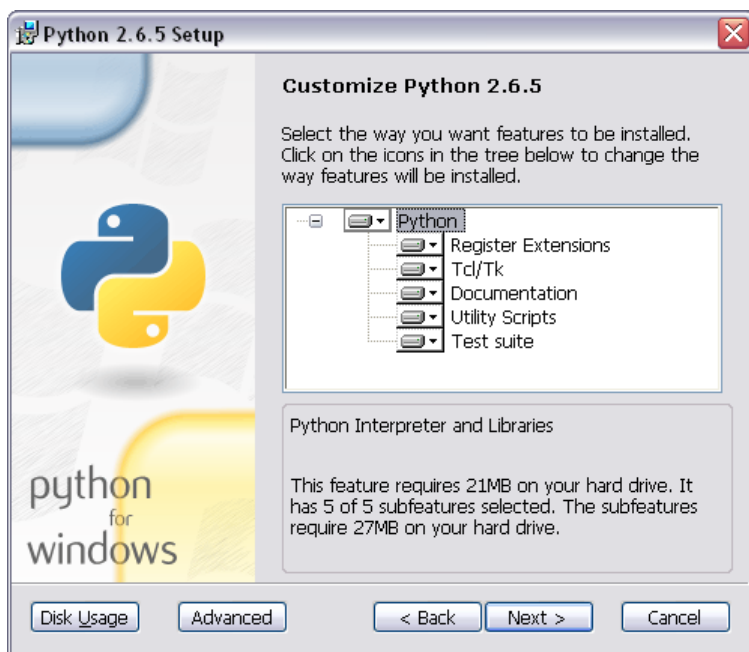 Python 2.6.5 Setup
Customize Python 2.6.5
Select the way you want features to be installed.
Click on the icons in the tree below to change the
way features will be installed.
Python
Register Extensions
Tcl/Tk
Documentation
Utility Scripts
Test suite
Python Interpreter and Libraries
This feature requires 21MB on your hard drive. It
has 5 of 5 subfeatures selected. The subfeatures
require 27MB on your hard drive.
python
for
windows
Disk Usage
Advanced
< Back
Next >
Cancel